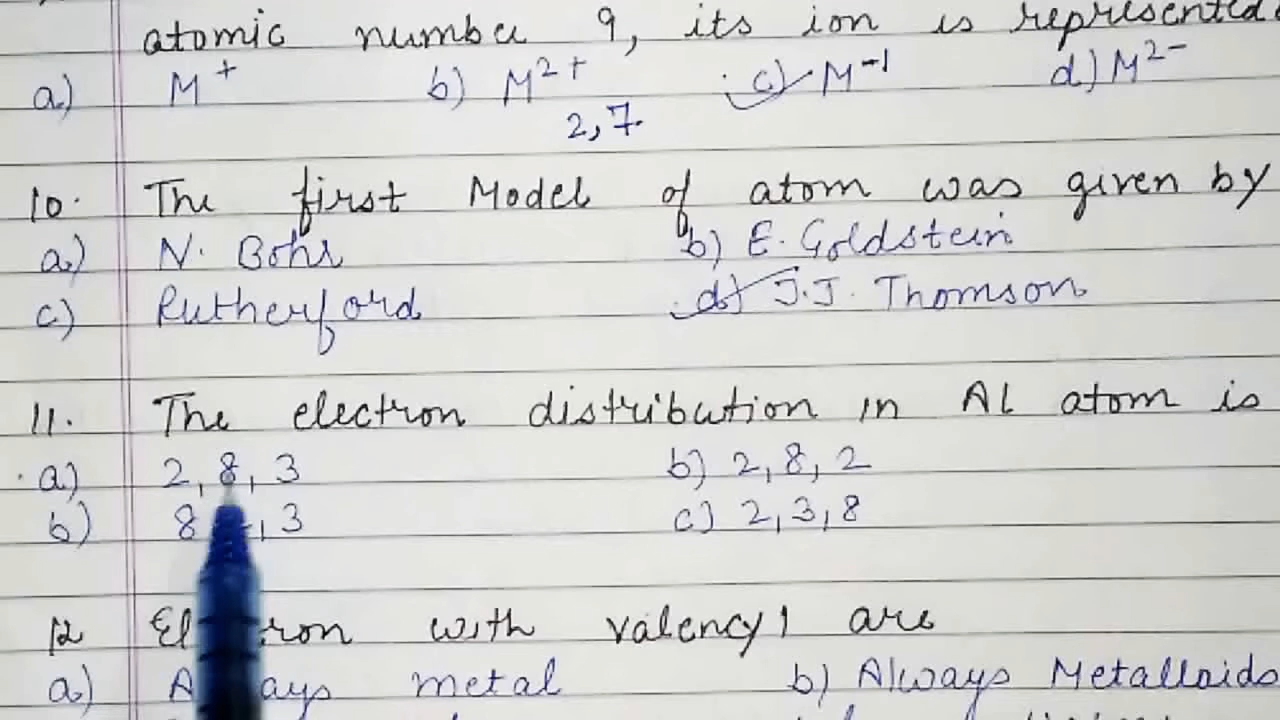 atomic number 9, its ion is represented
a) M+ b) M2+ c) M-1 d) M2-
2,7.
10. The first Model of atom was given by
a) N. Bohr b) E. Goldstein
c) Rutherford d) J.J. Thomson
11. The electron distribution in Al atom is
a) 2,8,3 b) 2,8,2
b) 8 ,3 c) 2,3,8
12 with valency 1 are
a) metal b) Always Metalloids